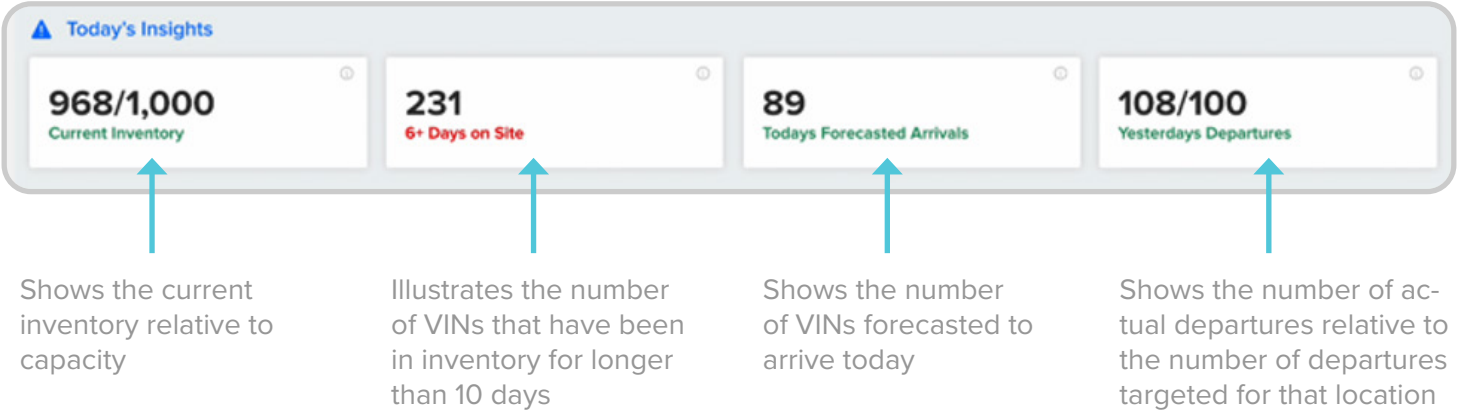 Today's Insights
968/1,000
Current Inventory
231
6+ Days on Site
89
Todays Forecasted Arrivals
108/100
Yesterdays Departures
Shows the current
inventory relative to
capacity
Illustrates the number
of VINs that have been
in inventory for longer
than 10 days
Shows the number
of VINs forecasted to
arrive today
Shows the number of ac-
tual departures relative to
the number of departures
targeted for that location